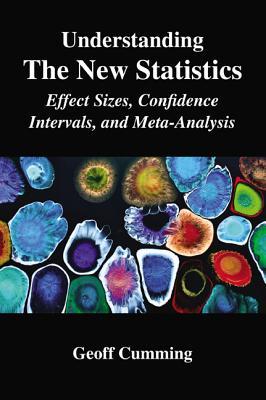 Understanding
The New Statistics
Effect Sizes, Confidence
Intervals, and Meta-Analysis
Geoff Cumming